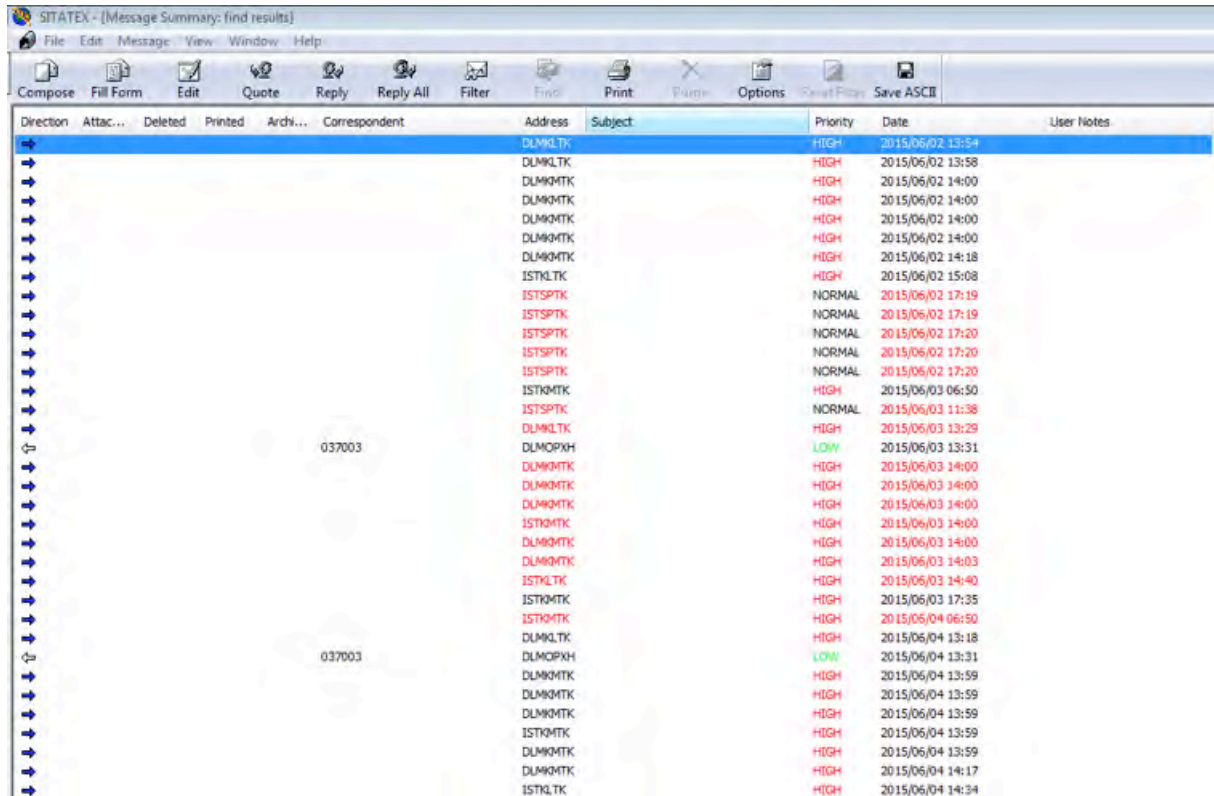 SITATEX - [Message Summary: find results]
File Edit Message View Window Help
Compose Fill Form Edit Quote Reply Reply All Filter Find Print Options Save ASCII
Direction Attac... Deleted Printed Archi... Correspondent Address Subject Priority Date User Notes
DLMKLTK HIGH 2015/06/02 13:54
DLMKLTK HIGH 2015/06/02 13:58
DLMKMTK HIGH 2015/06/02 14:00
DLMKMTK HIGH 2015/06/02 14:00
DLMKMTK HIGH 2015/06/02 14:00
DLMKMTK HIGH 2015/06/02 14:00
DLMKMTK HIGH 2015/06/02 14:18
ISTKLTK HIGH 2015/06/02 15:08
ISTSPTK NORMAL 2015/06/02 17:19
ISTSPTK NORMAL 2015/06/02 17:19
ISTSPTK NORMAL 2015/06/02 17:20
ISTSPTK NORMAL 2015/06/02 17:20
ISTSPTK NORMAL 2015/06/02 17:20
ISTKMTK HIGH 2015/06/03 06:50
ISTSPTK NORMAL 2015/06/03 11:38
DLMKLTK HIGH 2015/06/03 13:29
037003 DLMOPXH LOW 2015/06/03 13:31
DLMKMTK HIGH 2015/06/03 14:00
DLMKMTK HIGH 2015/06/03 14:00
DLMKMTK HIGH 2015/06/03 14:00
ISTKMTK HIGH 2015/06/03 14:00
DLMKMTK HIGH 2015/06/03 14:00
DLMKMTK HIGH 2015/06/03 14:03
ISTKLTK HIGH 2015/06/03 14:40
ISTKMTK HIGH 2015/06/03 17:35
ISTKMTK HIGH 2015/06/04 06:50
DLMKLTK HIGH 2015/06/04 13:18
037003 DLMOPXH LOW 2015/06/04 13:31
DLMKMTK HIGH 2015/06/04 13:59
DLMKMTK HIGH 2015/06/04 13:59
DLMKMTK HIGH 2015/06/04 13:59
ISTKMTK HIGH 2015/06/04 13:59
DLMKMTK HIGH 2015/06/04 13:59
DLMKMTK HIGH 2015/06/04 14:17
ISTKLTK HIGH 2015/06/04 14:34